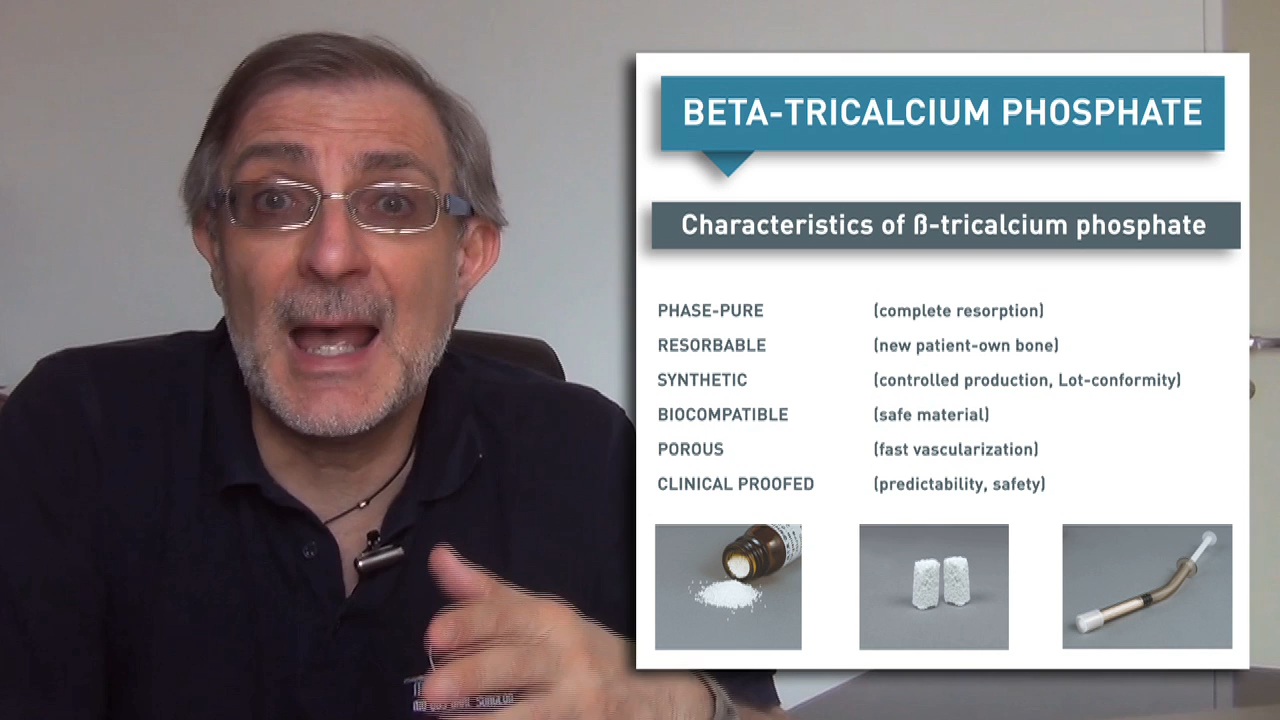 BETA-TRICALCIUM PHOSPHATE
Characteristics of ß-tricalcium phosphate
PHASE-PURE (complete resorption)
RESORBABLE (new patient-own bone)
SYNTHETIC (controlled production, Lot-conformity)
BIOCOMPATIBLE (safe material)
POROUS (fast vascularization)
CLINICAL PROOFED (predictability, safety)